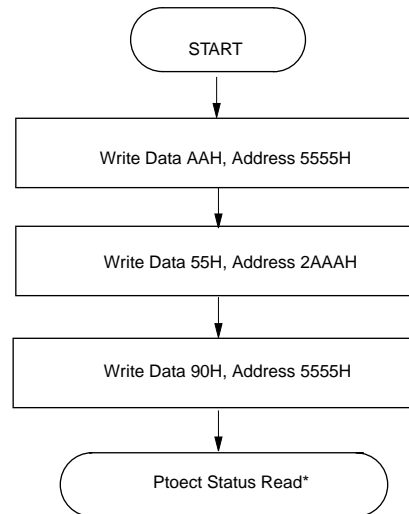 START
Write Data AAH, Address 5555H
Write Data 55H, Address 2AAAH
Write Data 90H, Address 5555H
Ptoect Status Read*